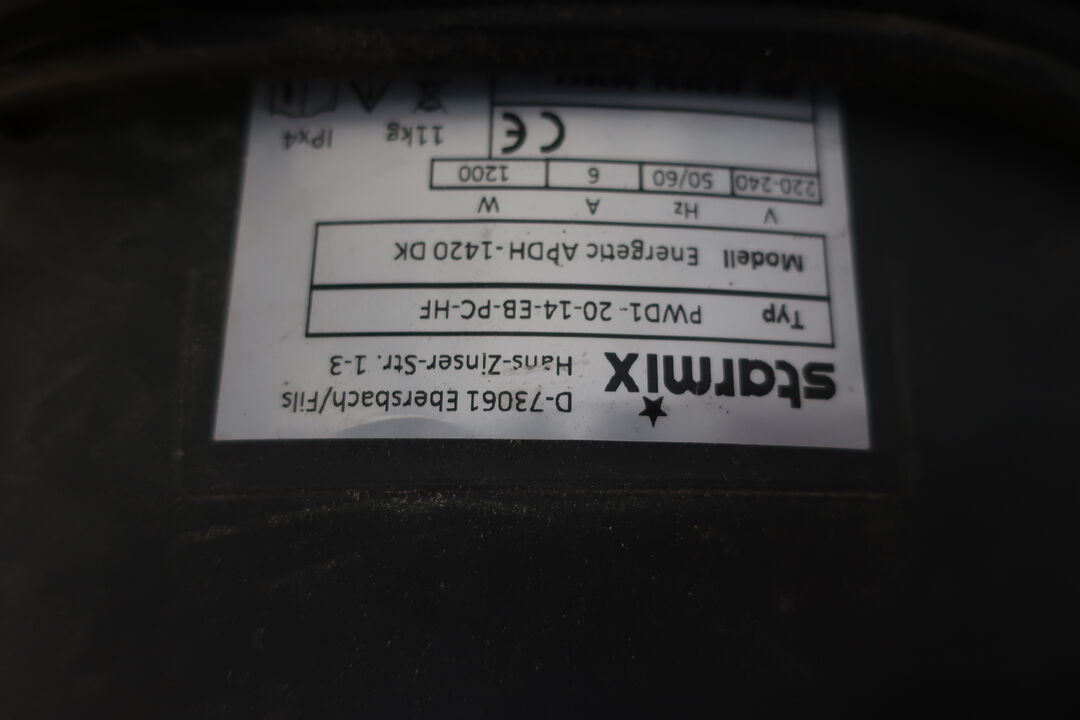 starmix
D-73061 Ebersbach/Fils
Hans-Zinser-Str. 1-3
Typ PWD1-20-14-EB-PC-HF
Modell Energetic APDH-1420 DK
V Hz A W
220-240 50/60 6 1200
CE 11kg IPx4